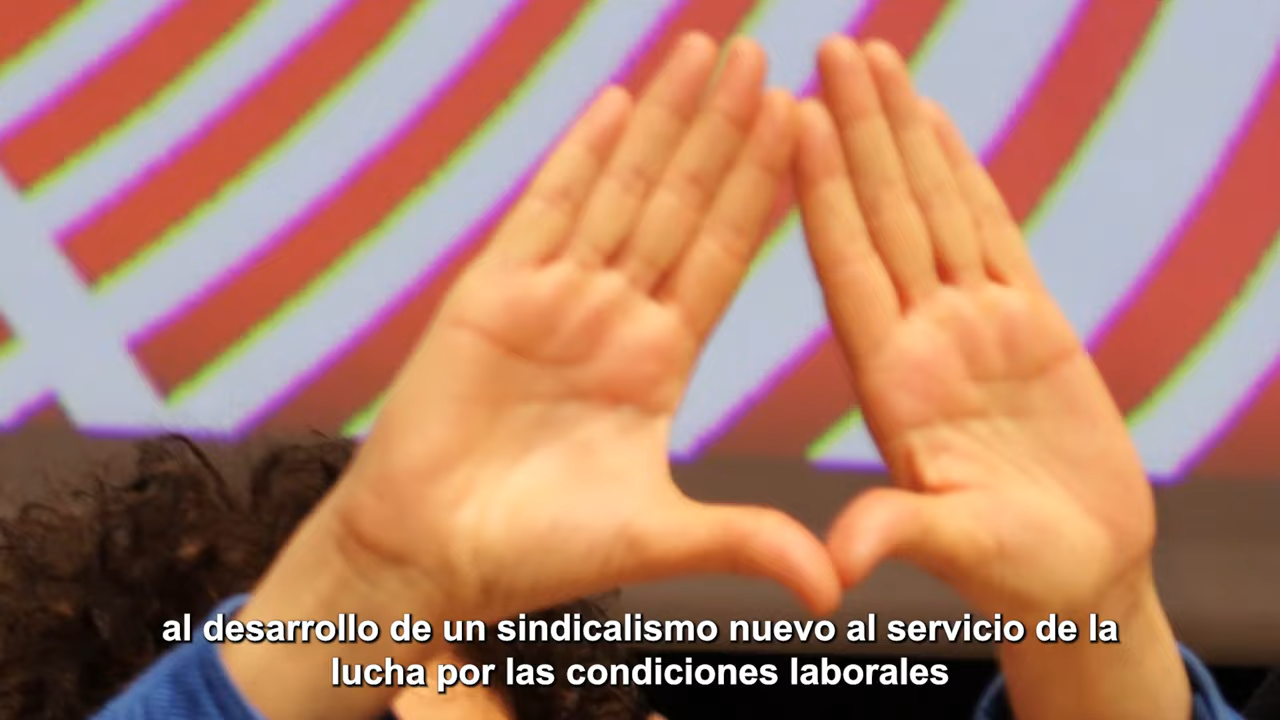 al desarrollo de un sindicalismo nuevo al servicio de la
lucha por las condiciones laborales